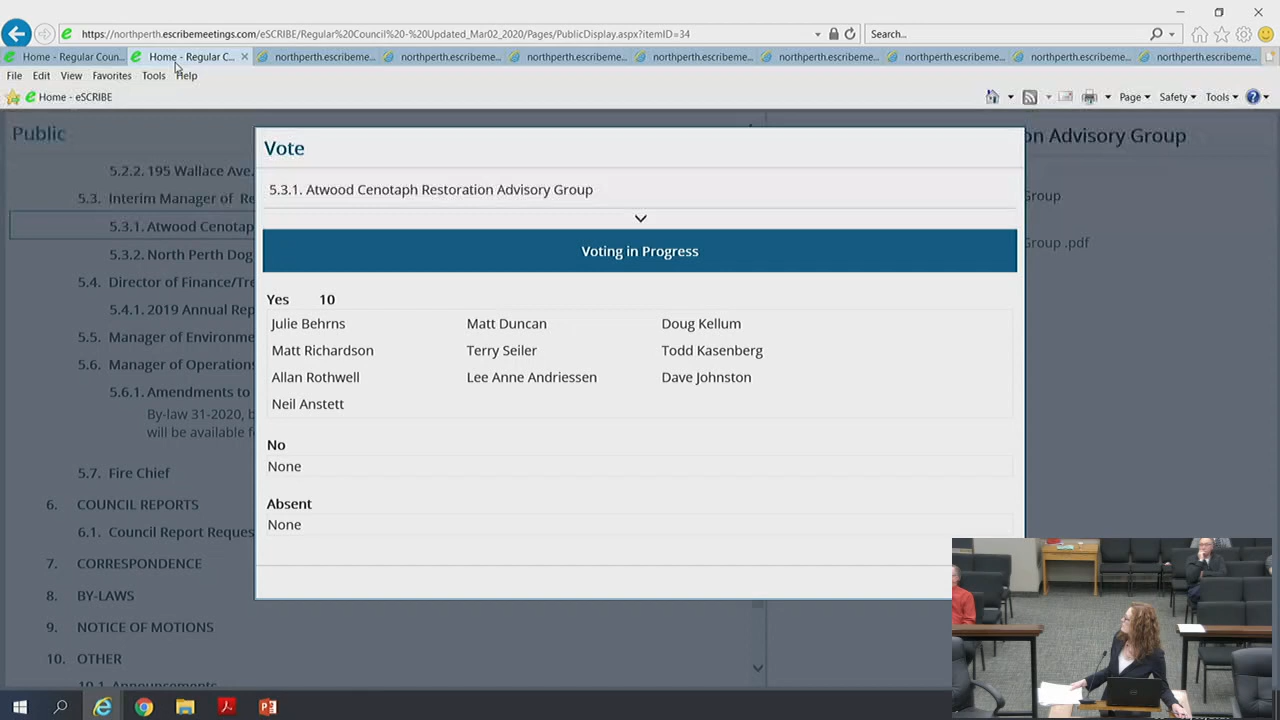 https://northperth.escribemeetings.com/eSCRIBE/Regular%20Council%20-%20Updated_Mar02_2020/Pages/PublicDisplay.aspx?itemID=34
Search...
Home - Regular Coun...
Home - Regular C...
northperth.escribeme...
northperth.escribeme...
northperth.escribeme...
northperth.escribeme...
northperth.escribeme...
northperth.escribeme...
northperth.escribeme...
northperth.escribeme...
File Edit View Favorites Tools Help
Home - eSCRIBE
Page Safety Tools
Public
on Advisory Group
Vote
5.2.2. 195 Wallace Ave.
5.3.1. Atwood Cenotaph Restoration Advisory Group
5.3. Interim Manager of Re
Group
5.3.1. Atwood Cenotap
Group .pdf
5.3.2. North Perth Dog
Voting in Progress
5.4. Director of Finance/Tre
5.4.1. 2019 Annual Rep
5.5. Manager of Environme
5.6. Manager of Operations
5.6.1. Amendments to
By-law 31-2020, b
will be available f
5.7. Fire Chief
6. COUNCIL REPORTS
6.1. Council Report Reques
7. CORRESPONDENCE
8. BY-LAWS
9. NOTICE OF MOTIONS
10. OTHER
10.1. Announcements
Yes 10
Julie Behrns Matt Duncan Doug Kellum
Matt Richardson Terry Seiler Todd Kasenberg
Allan Rothwell Lee Anne Andriessen Dave Johnston
Neil Anstett
No
None
Absent
None